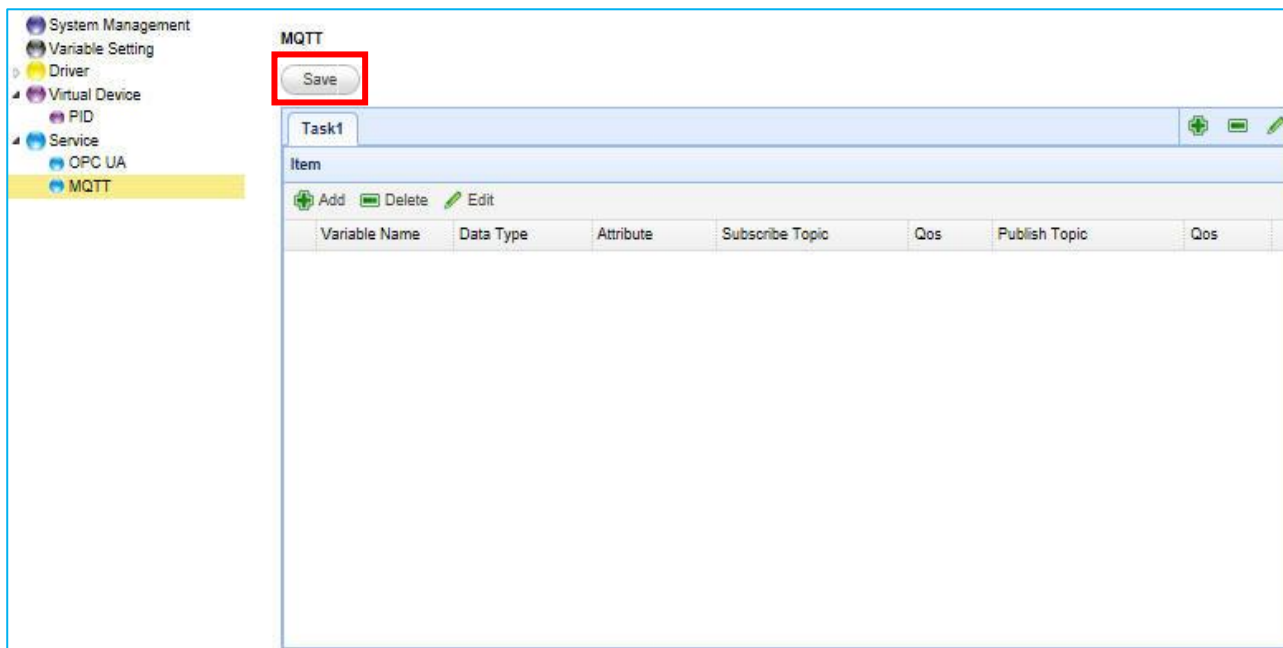 System Management
Variable Setting
Driver
Virtual Device
PID
Service
OPC UA
MQTT
MQTT
Save
Task1
Item
Add Delete Edit
Variable Name Data Type Attribute Subscribe Topic Qos Publish Topic Qos